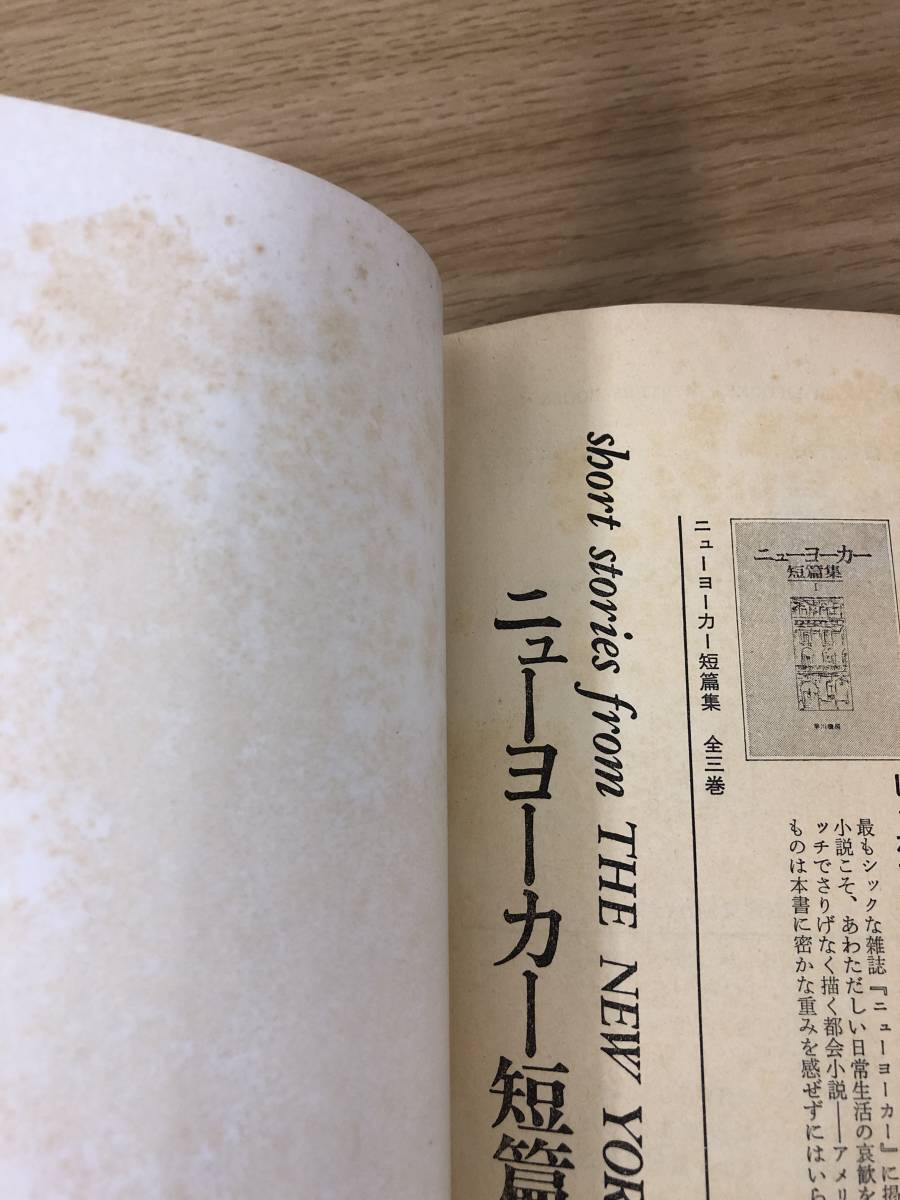 ニューヨーカー
短篇集
I
早川書房
最もシックな雑誌『ニューヨーカー』に掲
小説こそ、あわただしい日常生活の哀歓を
ッチでさりげなく描く都会小説――アメリ
ものは本書に密かな重みを感ぜずにはいら
ニューヨーカー短篇集 全三巻
short stories from THE NEW YOR
ニューヨーカー短篇